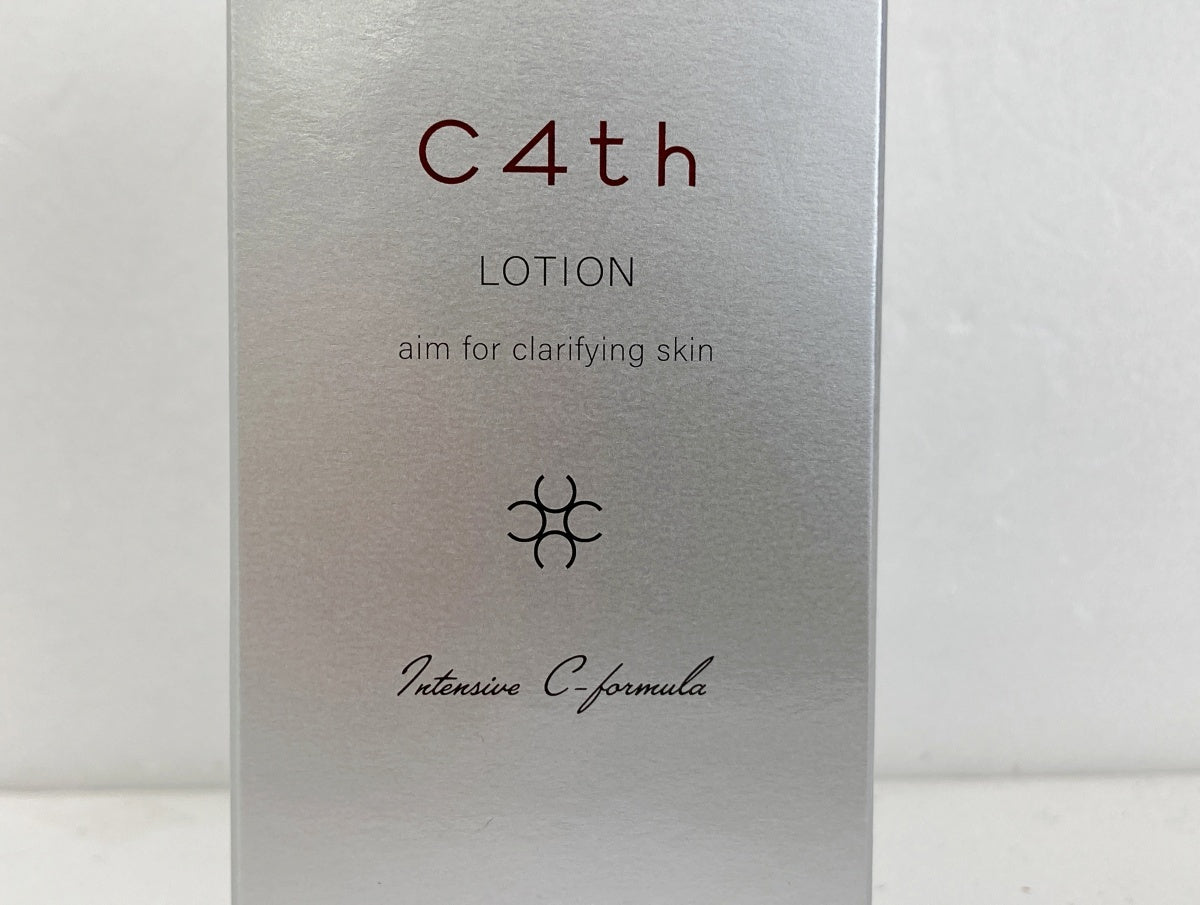 C4th
LOTION
aim for clarifying skin
Intensive C-formula